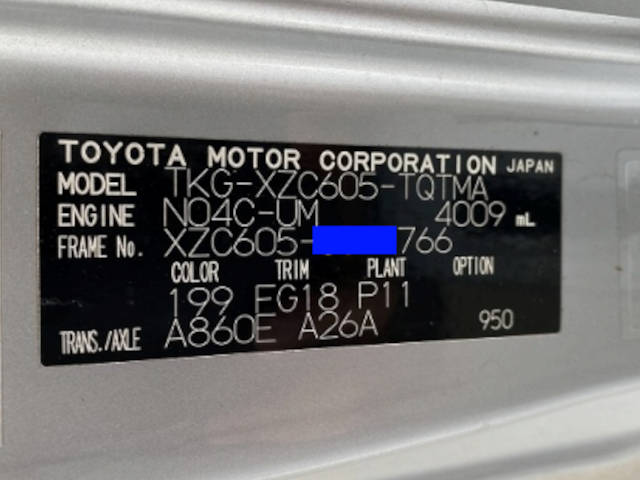 TOYOTA MOTOR CORPORATION JAPAN
MODEL TKG-XZC605-TQTMA
ENGINE N04C-UM 4009 mL
FRAME No. XZC605- 766
COLOR TRIM PLANT OPTION
199 FG18 P11
TRANS./AXLE A860E A26A 950